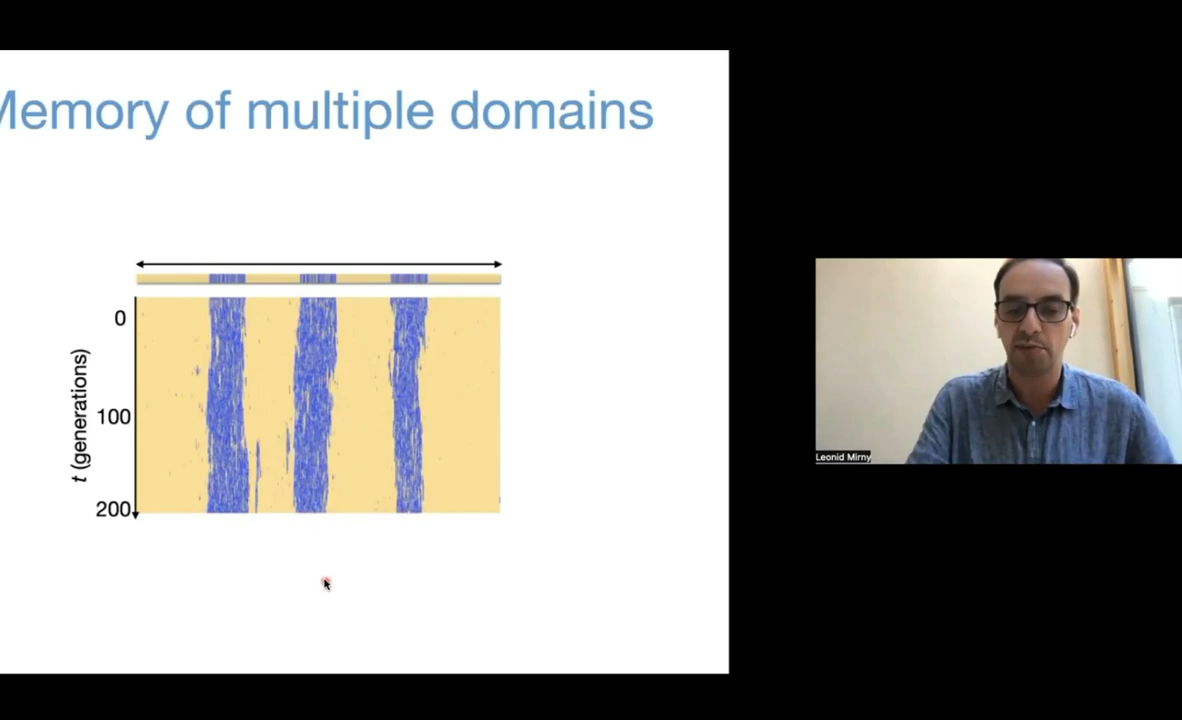 Memory of multiple domains
0
100
200
t (generations)
Leonid Mirny